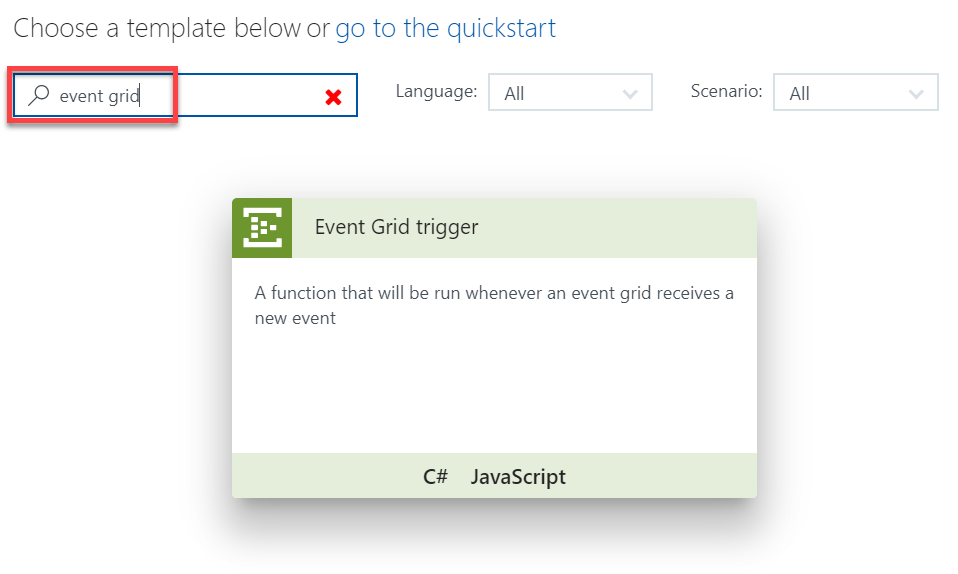 Choose a template below or go to the quickstart
event grid
Language: All
Scenario: All
Event Grid trigger
A function that will be run whenever an event grid receives a
new event
C# JavaScript